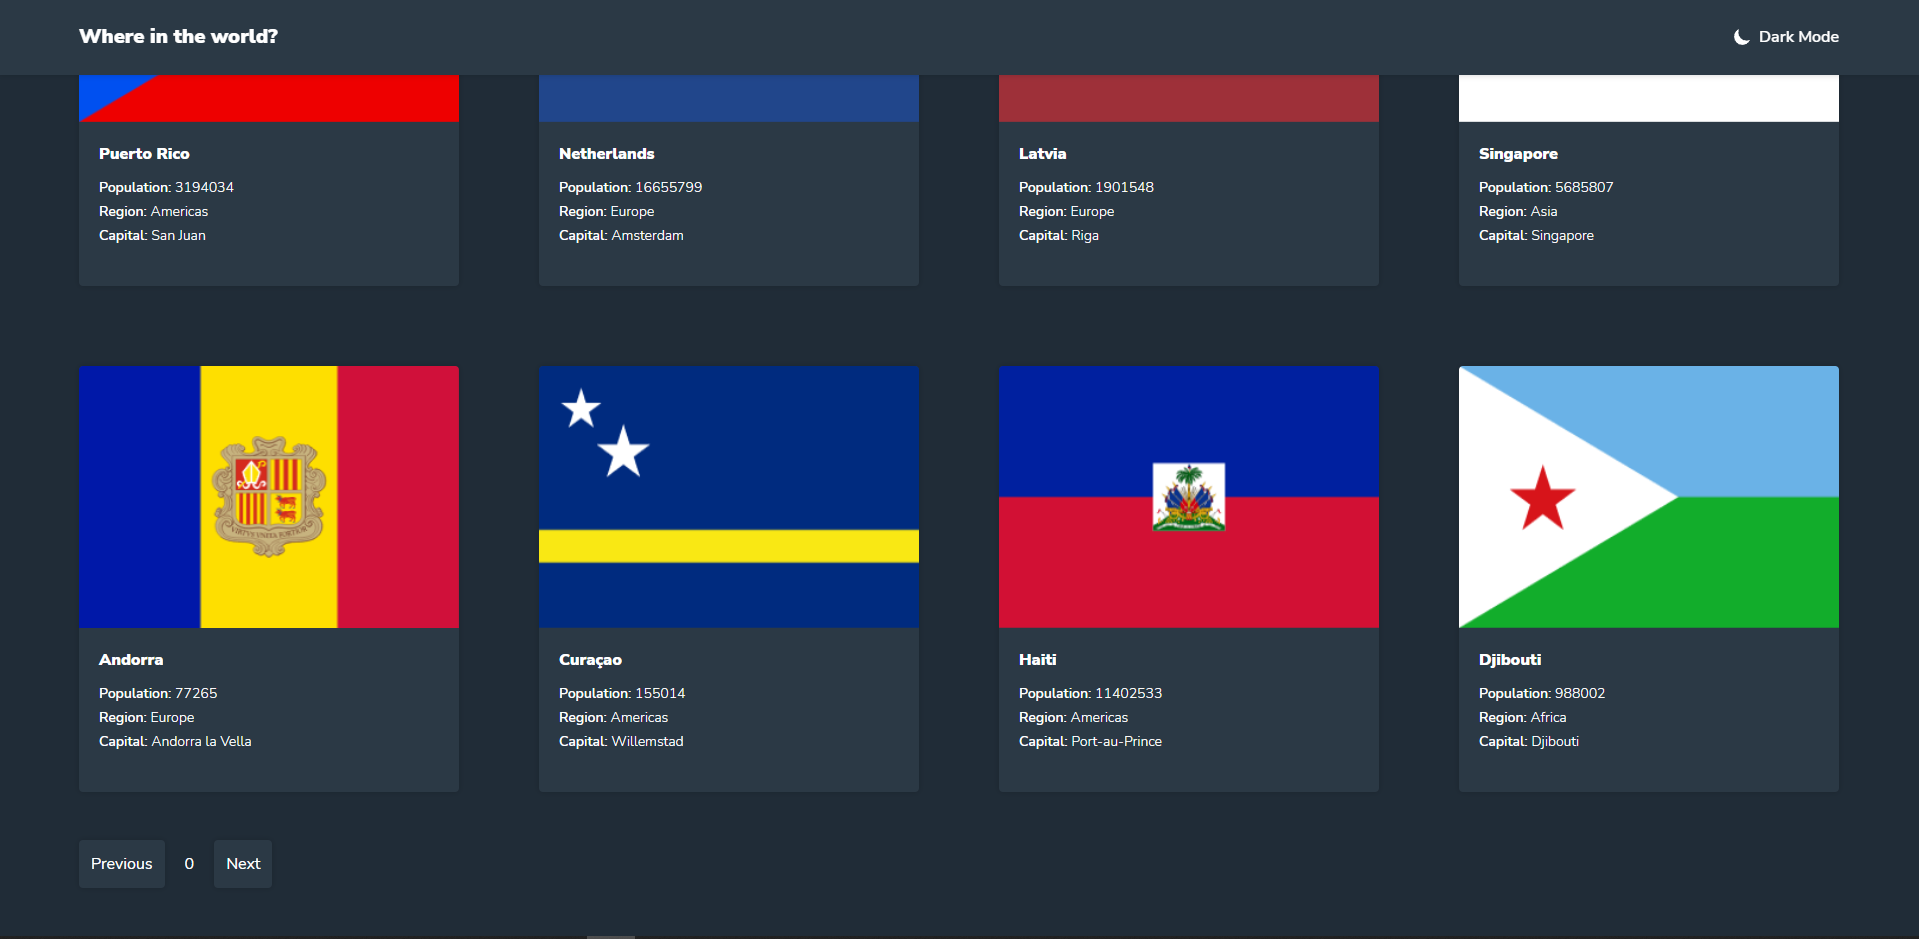 Where in the world?
Dark Mode
Puerto Rico
Population: 3194034
Region: Americas
Capital: San Juan
Netherlands
Population: 16655799
Region: Europe
Capital: Amsterdam
Latvia
Population: 1901548
Region: Europe
Capital: Riga
Singapore
Population: 5685807
Region: Asia
Capital: Singapore
VIRTVS VNITA FORTIOR
Andorra
Population: 77265
Region: Europe
Capital: Andorra la Vella
Curaçao
Population: 155014
Region: Americas
Capital: Willemstad
Haiti
Population: 11402533
Region: Americas
Capital: Port-au-Prince
Djibouti
Population: 988002
Region: Africa
Capital: Djibouti
Previous
0
Next